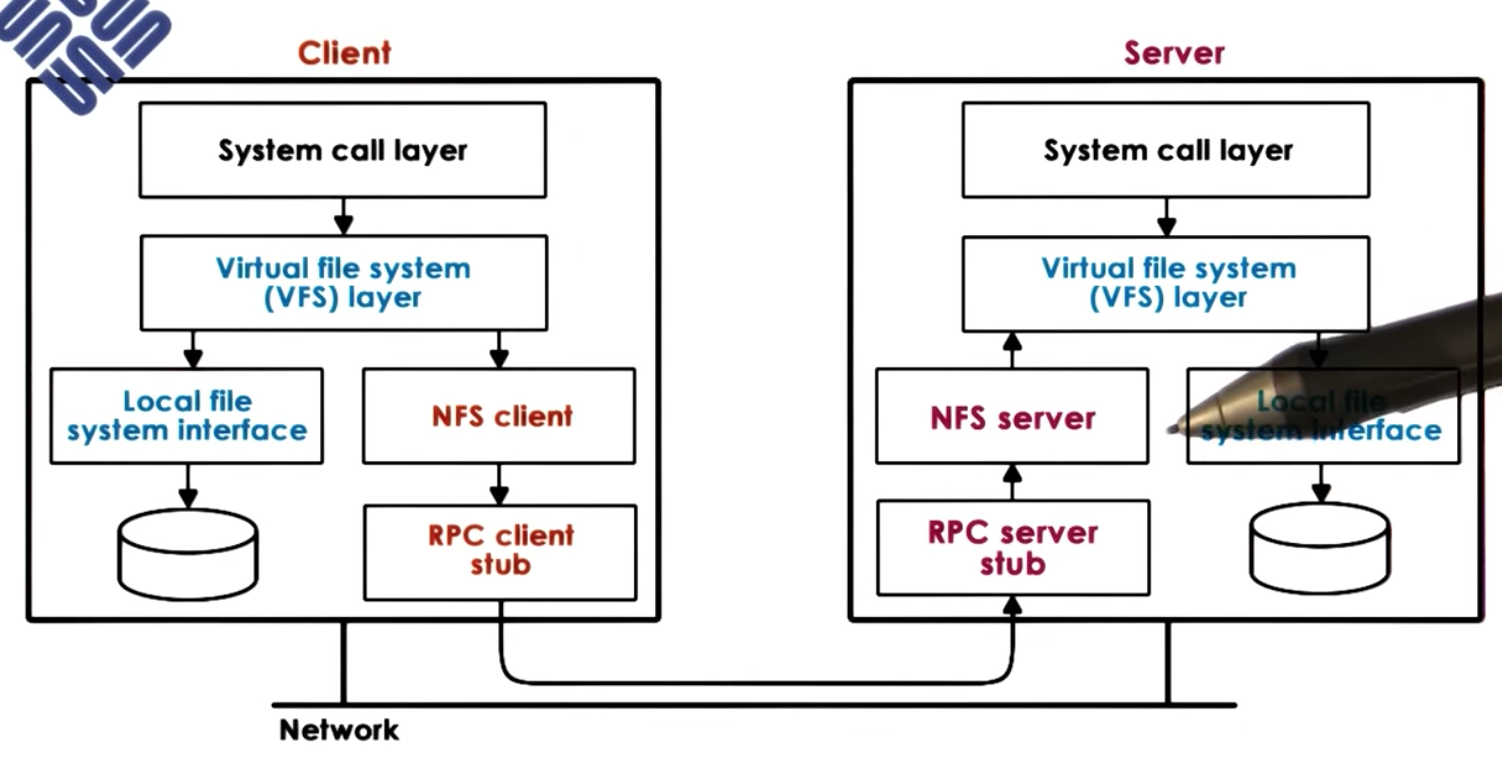 Client
System call layer
Virtual file system
(VFS) layer
Local file
system interface
NFS client
RPC client
stub
Server
System call layer
Virtual file system
(VFS) layer
NFS server
Local file
system interface
RPC server
stub
Network